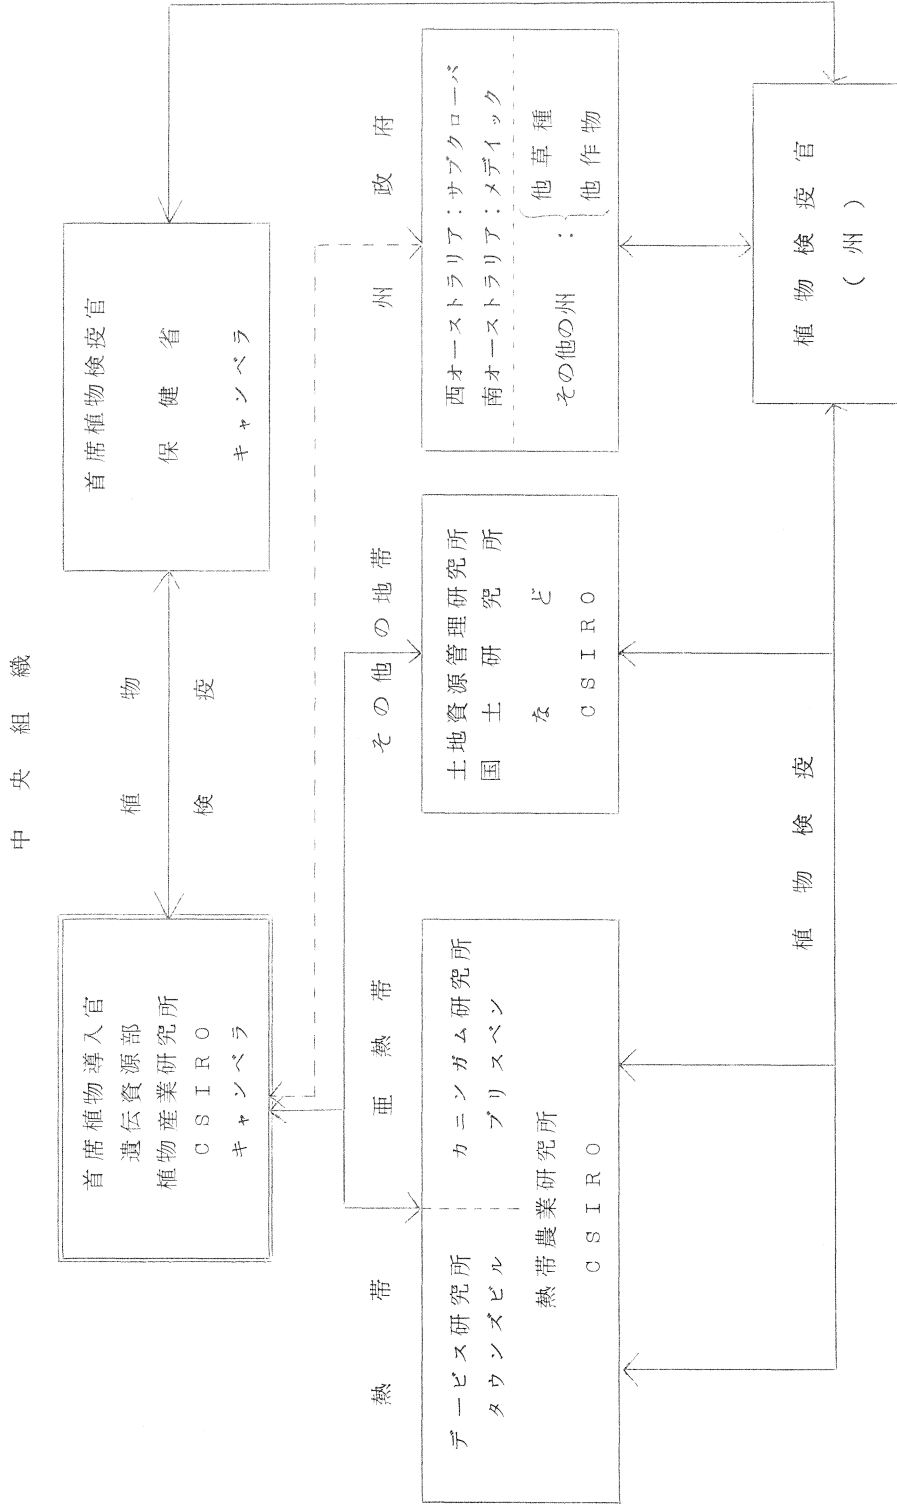 中央組織
首席植物導入官
遺伝資源部
植物産業研究所
CSIRO
キャンベラ
植物
検疫
首席植物検疫官
保健省
キャンベラ
熱帯
亜熱帯
その他の地帯
州政府
デービス研究所
タウンズビル
カニンガム研究所
ブリスベン
熱帯農業研究所
CSIRO
土地資源管理研究所
国土研究所
など
CSIRO
西オーストラリア:サブクローバ
南オーストラリア:メデイック
その他の州:
他草種
他作物
植物検疫
植物検疫官
(州)